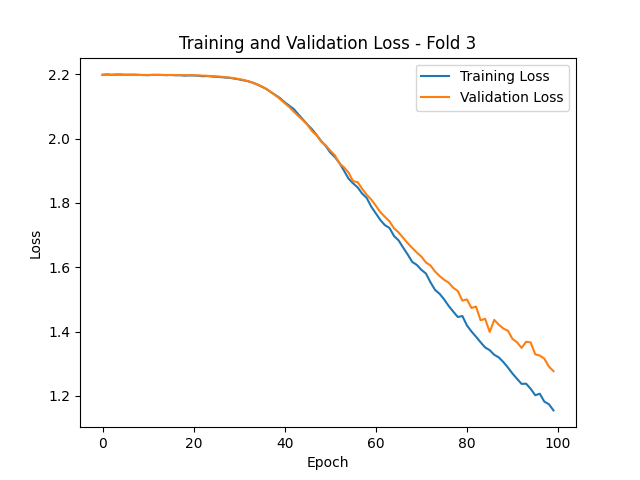 Training and Validation Loss - Fold 3
Training Loss
Validation Loss
2.2
2.0
1.8
1.6
1.4
1.2
Loss
0 20 40 60 80 100
Epoch